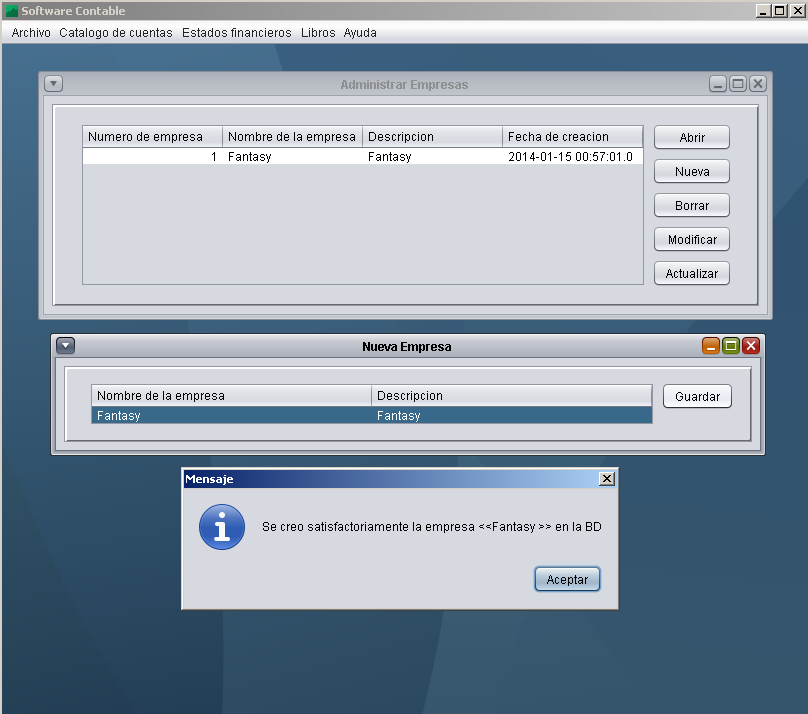 Software Contable
Archivo Catalogo de cuentas Estados financieros Libros Ayuda
Administrar Empresas
Numero de empresa Nombre de la empresa Descripcion Fecha de creacion
1 Fantasy Fantasy 2014-01-15 00:57:01.0
Abrir
Nueva
Borrar
Modificar
Actualizar
Nueva Empresa
Nombre de la empresa Descripcion
Fantasy Fantasy
Guardar
Mensaje
Se creo satisfactoriamente la empresa <<Fantasy >> en la BD
Aceptar